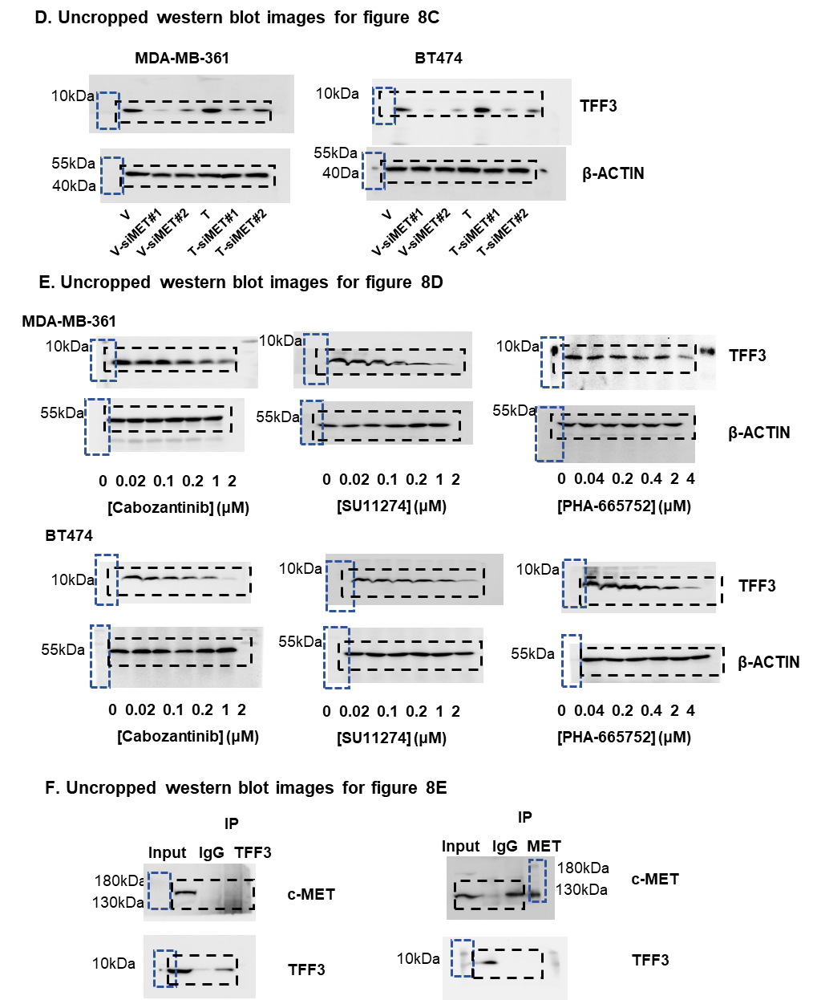 D. Uncropped western blot images for figure 8C
MDA-MB-361
BT474
10kDa
10kDa
TFF3
55kDa
40kDa
55kDa
40Da
β-ACTIN
V
V-siMET#1
V-siMET#2
T
T-siMET#1
T-siMET#2
V
V-siMET#1
V-siMET#2
T
T-siMET#1
T-siMET#2
E. Uncropped western blot images for figure 8D
MDA-MB-361
10kDa
10kDa
10kDa
TFF3
55kDa
55kDa
55kDa
β-ACTIN
0 0.02 0.1 0.2 1 2
0 0.02 0.1 0.2 1 2
0 0.04 0.2 0.4 2 4
[Cabozantinib] (μM)
[SU11274] (μM)
[PHA-665752] (μM)
BT474
10kDa
10kDa
10kDa
TFF3
55kDa
55kDa
55kDa
β-ACTIN
0 0.02 0.1 0.2 1 2
0 0.02 0.1 0.2 1 2
0 0.04 0.2 0.4 2 4
[Cabozantinib] (μM)
[SU11274] (μM)
[PHA-665752] (μM)
F. Uncropped western blot images for figure 8E
IP
Input IgG TFF3
180kDa
130kDa
c-MET
10kDa
TFF3
IP
Input IgG MET
180kDa
130kDa
c-MET
10kDa
TFF3